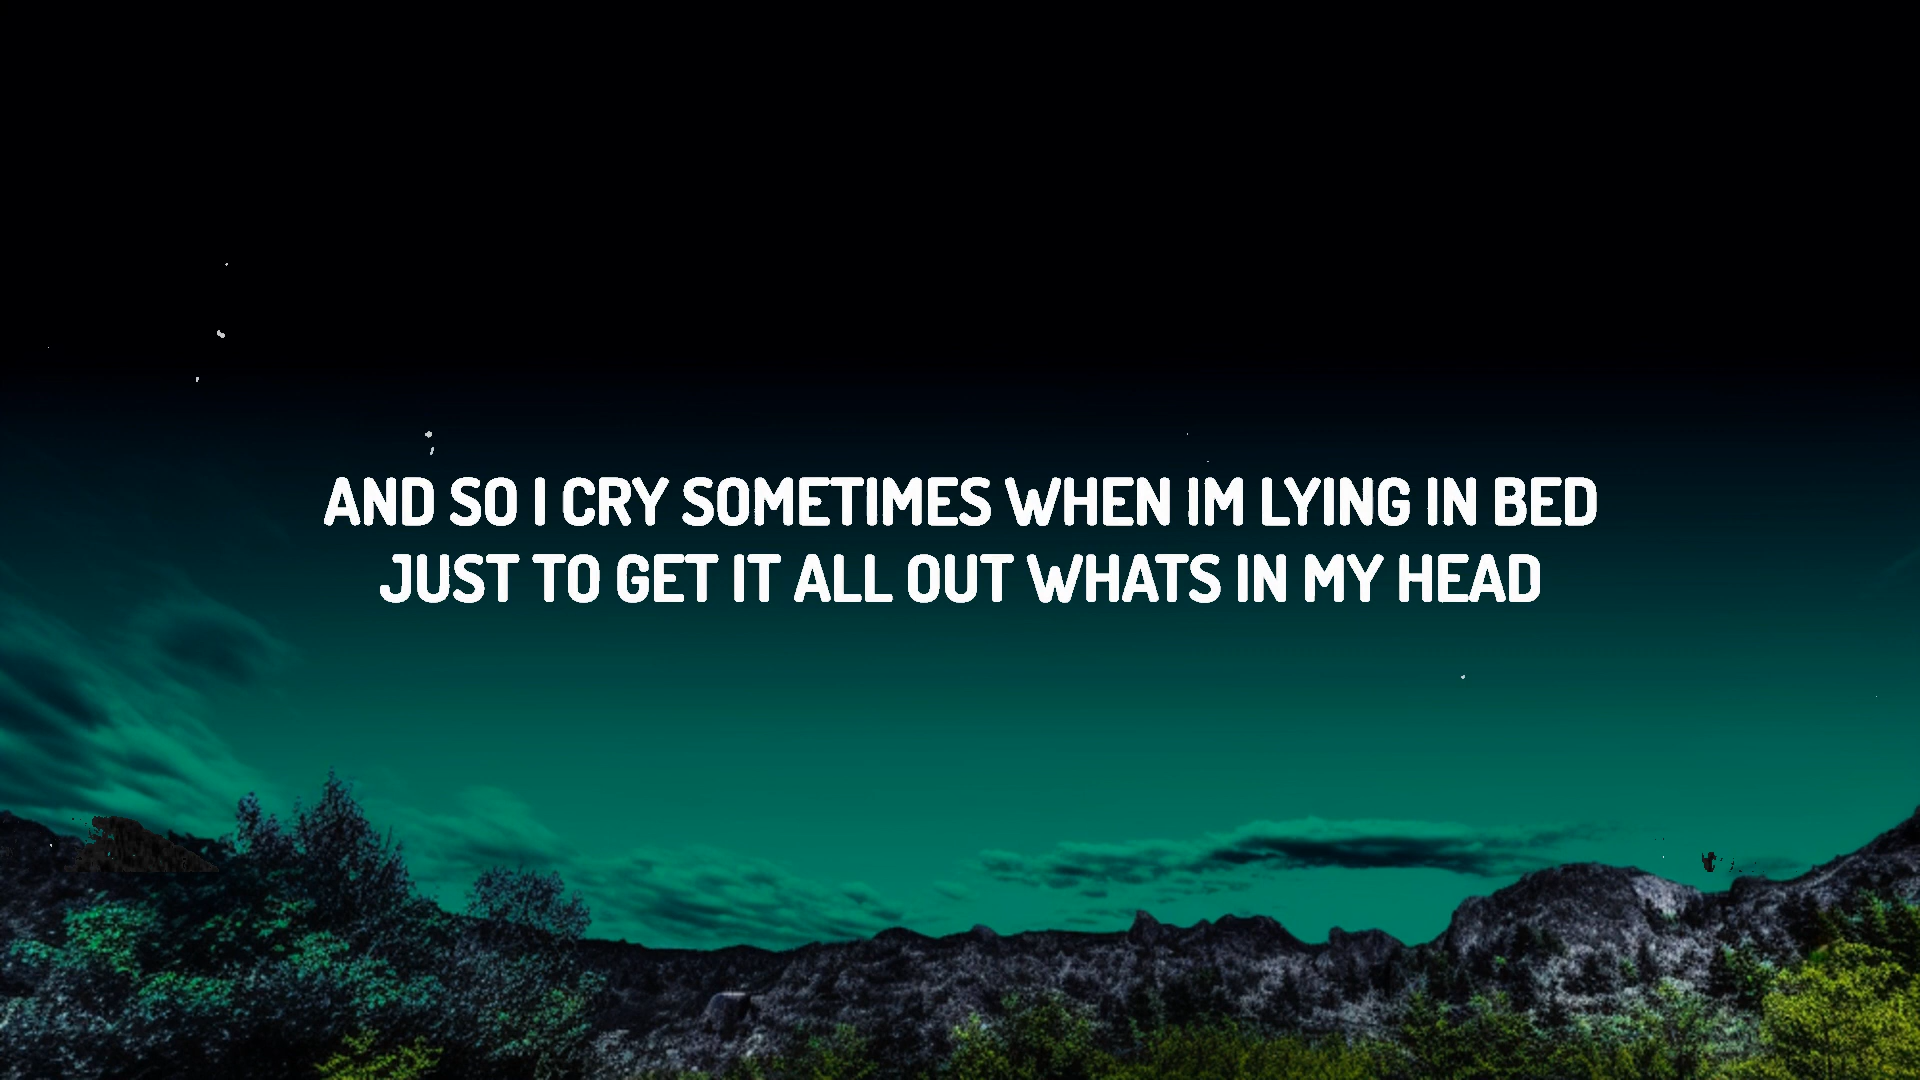 AND SO I CRY SOMETIMES WHEN IM LYING IN BED
JUST TO GET IT ALL OUT WHATS IN MY HEAD